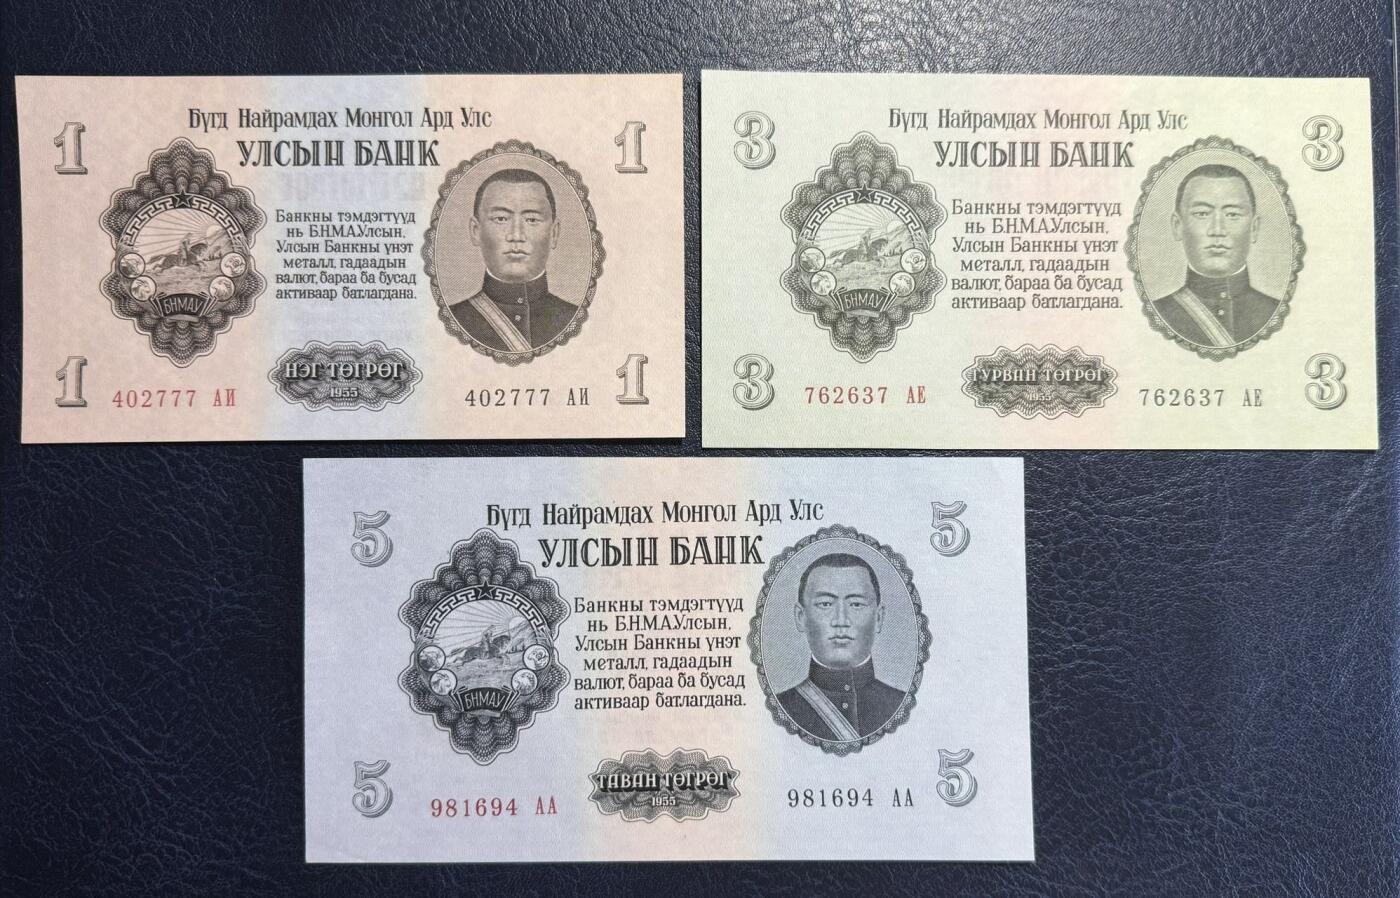 1
Бүгд Найрамдах Монгол Ард Улс
1
УЛСЫН БАНК
Банкны тэмдэгтүүд
нь Б.Н.М.А.Улсын,
Улсын Банкны үнэт
металл, гадаадын
валют, бараа ба бусад
активаар батлагдана.
БНМАУ
НЭГ ТӨГРӨГ
1955
1
402777 АИ
402777 АИ
1
3
Бүгд Найрамдах Монгол Ард Улс
3
УЛСЫН БАНК
Банкны тэмдэгтүүд
нь Б.Н.М.А.Улсын,
Улсын Банкны үнэт
металл, гадаадын
валют, бараа ба бусад
активаар батлагдана.
БНМАУ
ГУРВАН ТӨГРӨГ
1955
3
762637 АЕ
762637 АЕ
3
5
Бүгд Найрамдах Монгол Ард Улс
5
УЛСЫН БАНК
Банкны тэмдэгтүүд
нь Б.Н.М.А.Улсын,
Улсын Банкны үнэт
металл, гадаадын
валют, бараа ба бусад
активаар батлагдана.
БНМАУ
ТАВАН ТӨГРӨГ
1955
5
981694 АА
981694 АА
5